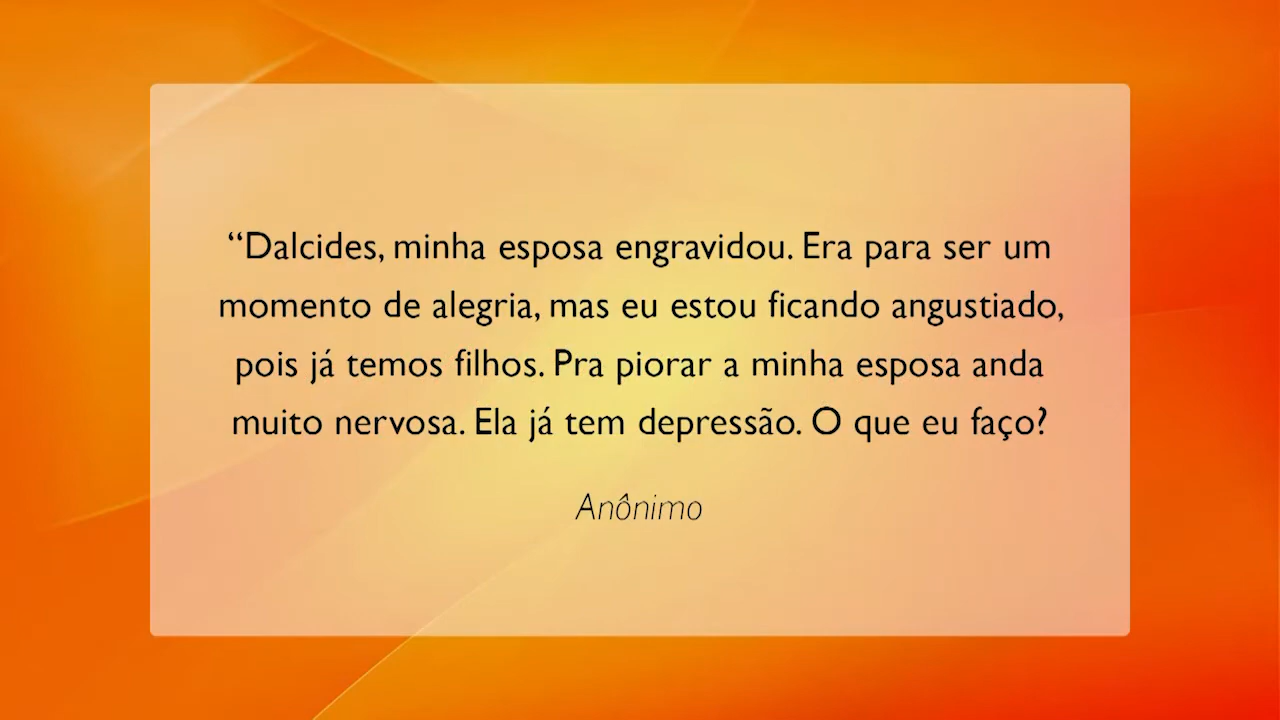 “Dalcides, minha esposa engravidou. Era para ser um
momento de alegria, mas eu estou ficando angustiado,
pois já temos filhos. Pra piorar a minha esposa anda
muito nervosa. Ela já tem depressão. O que eu faço?
Anônimo